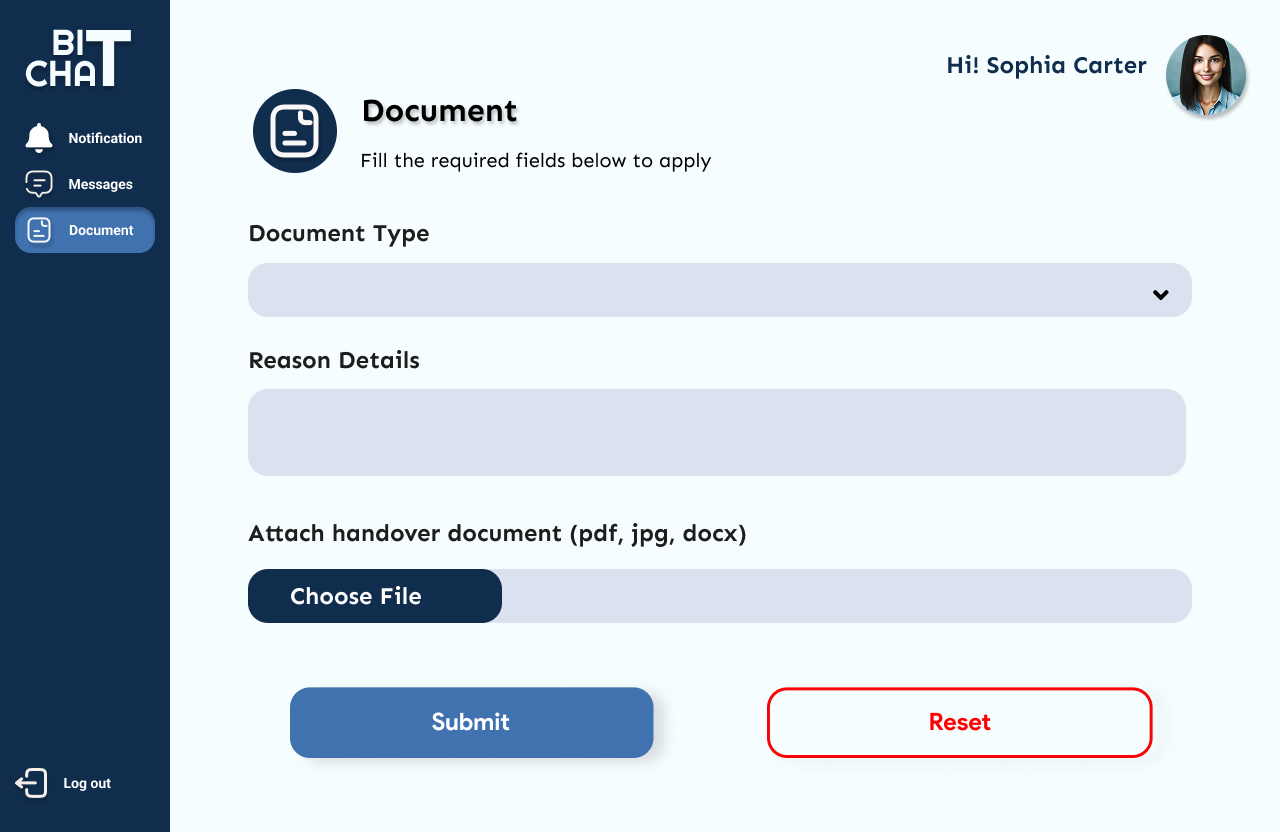 BIT
CHAT
Notification
Messages
Document
Log out
Hi! Sophia Carter
Document
Fill the required fields below to apply
Document Type
Reason Details
Attach handover document (pdf, jpg, docx)
Choose File
Submit
Reset